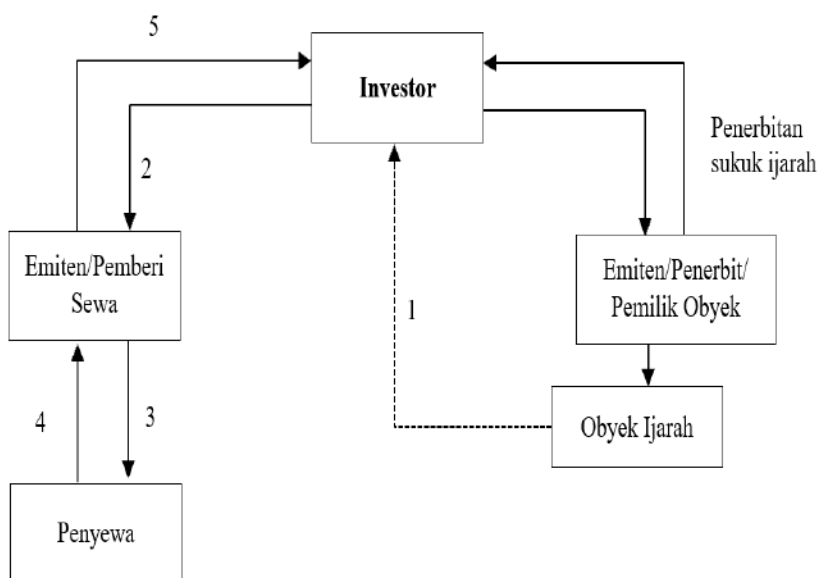 5
Investor
Penerbitan
sukuk ijarah
2
Emiten/Pemberi
Sewa
Emiten/Penerbit/
Pemilik Obyek
1
4
3
Obyek Ijarah
Penyewa